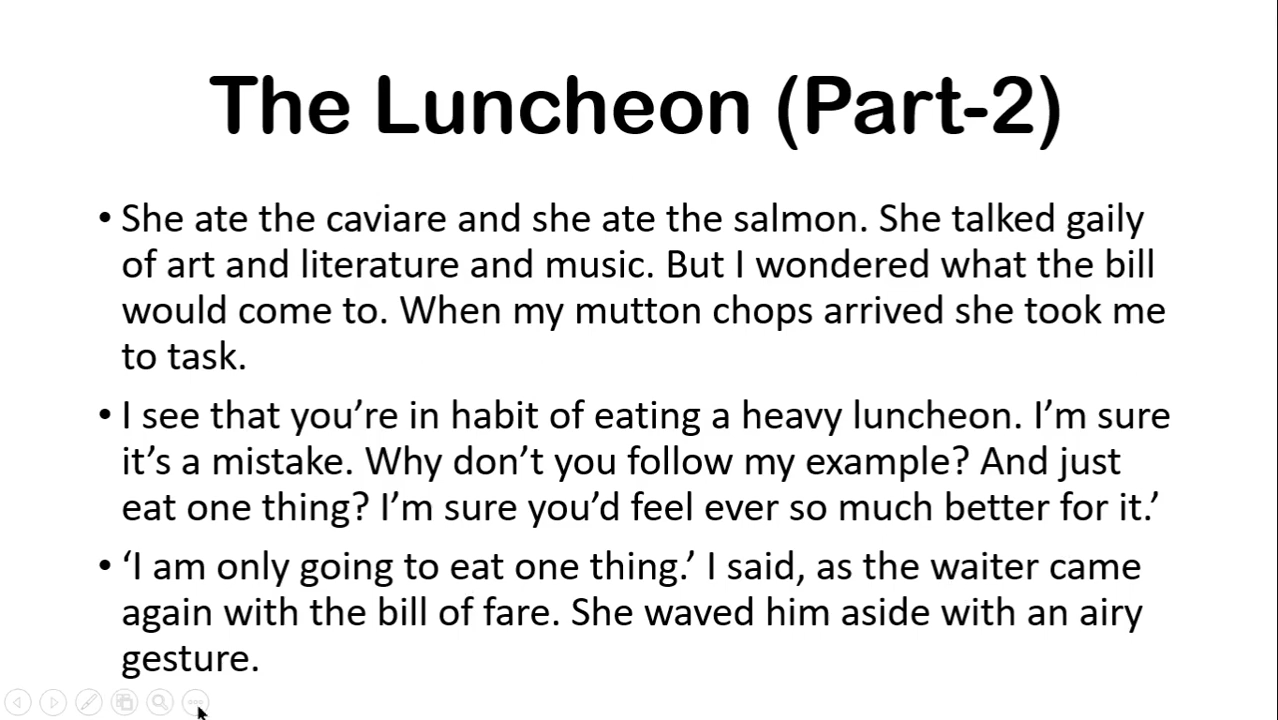 The Luncheon (Part-2)
• She ate the caviare and she ate the salmon. She talked gaily
of art and literature and music. But I wondered what the bill
would come to. When my mutton chops arrived she took me
to task.
• I see that you’re in habit of eating a heavy luncheon. I’m sure
it’s a mistake. Why don’t you follow my example? And just
eat one thing? I’m sure you’d feel ever so much better for it.’
• ‘I am only going to eat one thing.’ I said, as the waiter came
again with the bill of fare. She waved him aside with an airy
gesture.